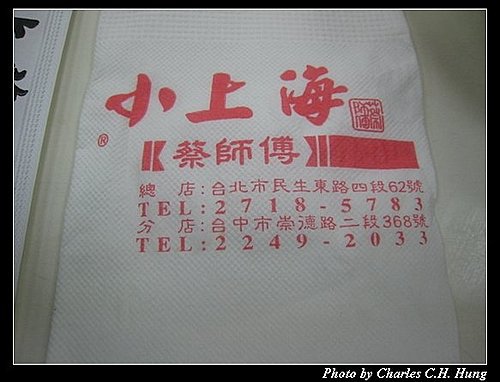 小上海
®
蔡師傅
總店:台北市民生東路四段62號
TEL:2718-5783
分店:台中市崇德路二段368號
TEL:2249-2033
Photo by Charles C.H. Hung